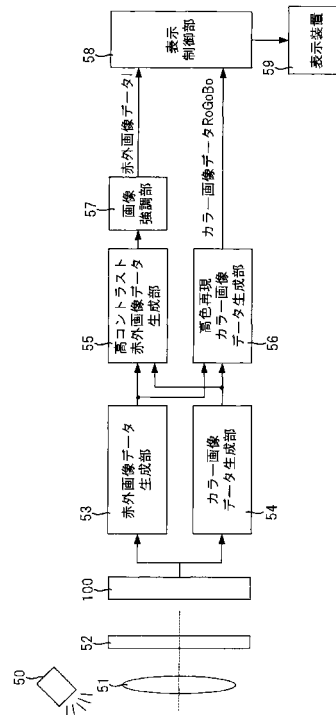 50
51
52
100
53
赤外画像データ
生成部
54
カラー画像
データ生成部
55
高コントラスト
赤外画像データ
生成部
56
高色再現
カラー画像
データ生成部
57
画像
強調部
赤外画像データI
カラー画像データRoGoBo
58
表示
制御部
59
表示装置